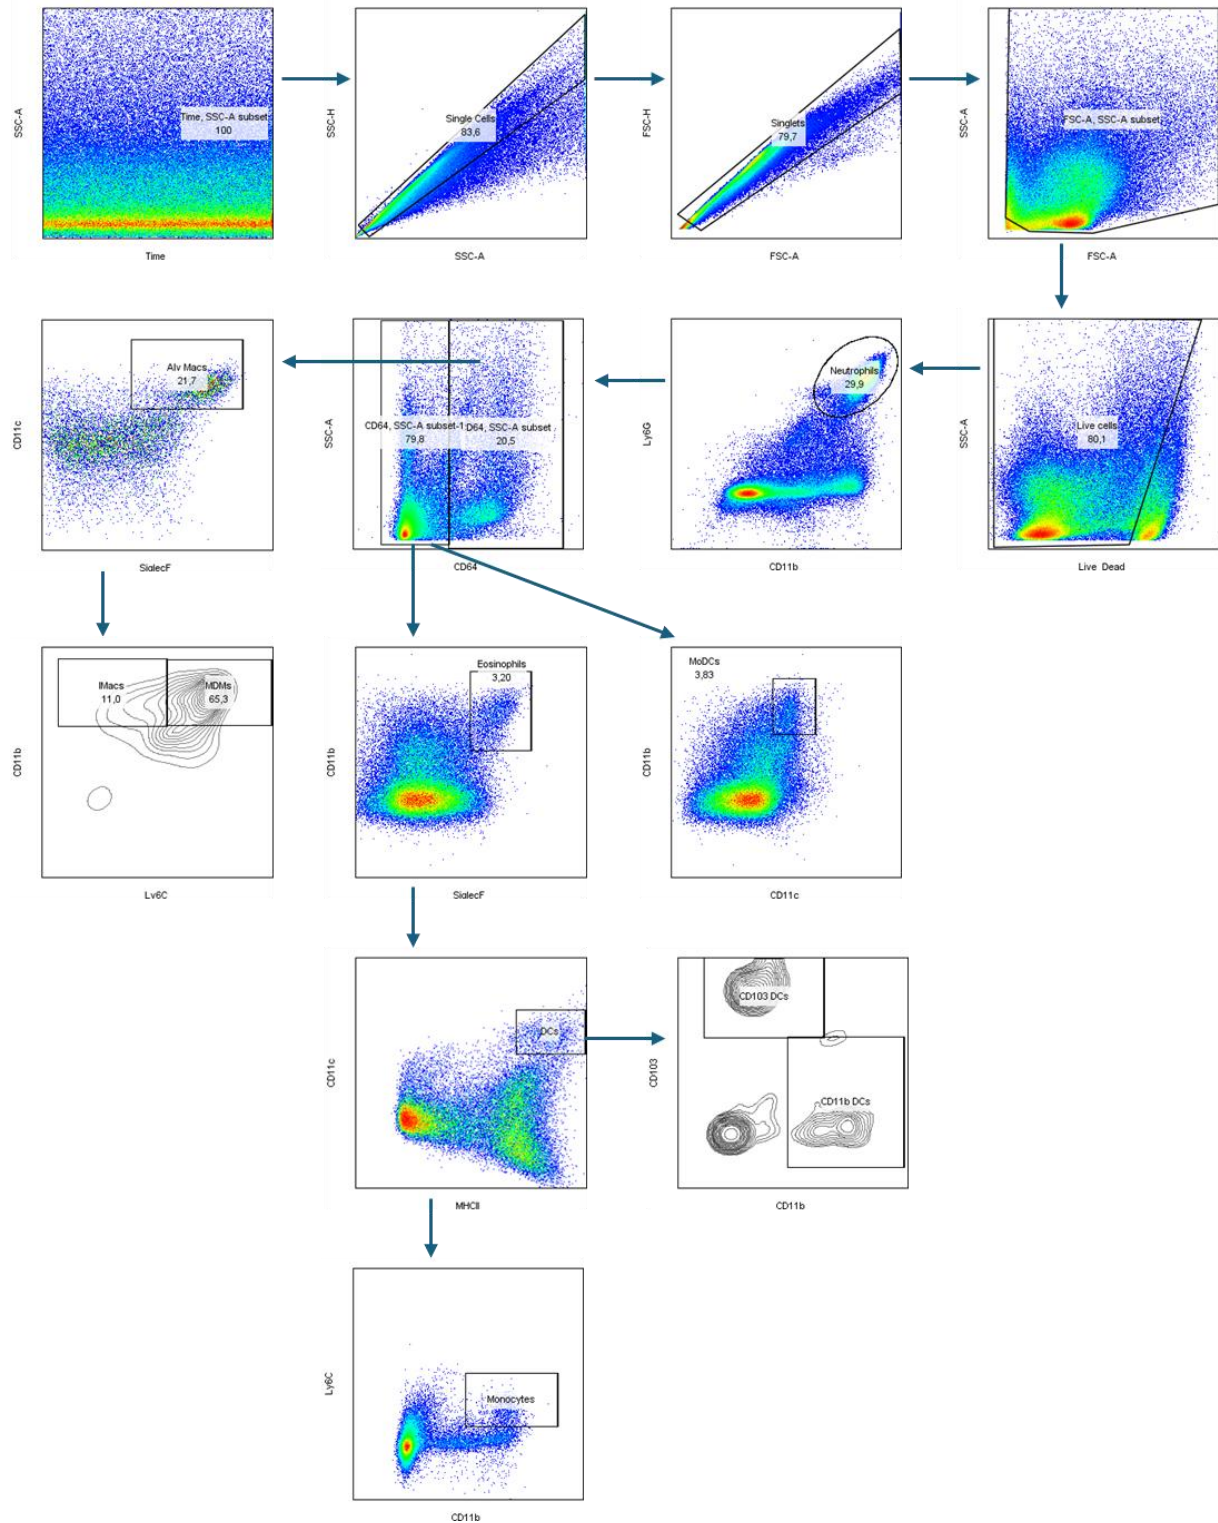 SSC-A
Time, SSC-A subset
100
Time
SSC-H
Single Cells
83,6
SSC-A
FSC-H
Singlets
79,7
FSC-A
SSC-A
FSC-A, SSC-A subset
FSC-A
CD11c
Alv Macs
21,7
SiglecF
SSC-A
CD64, SSC-A subset-1
79,8
D64, SSC-A subset
20,5
CD64
Ly6G
Neutrophils
29,9
CD11b
SSC-A
Live cells
80,1
Live Dead
CD11b
IMacs
11,0
MDMs
65,3
Ly6C
CD11b
Eosinophils
3,20
SiglecF
CD11b
MoDCs
3,83
CD11c
CD11c
DCs
MHCII
CD103
CD103 DCs
CD11b DCs
CD11b
Ly6C
Monocytes
CD11b